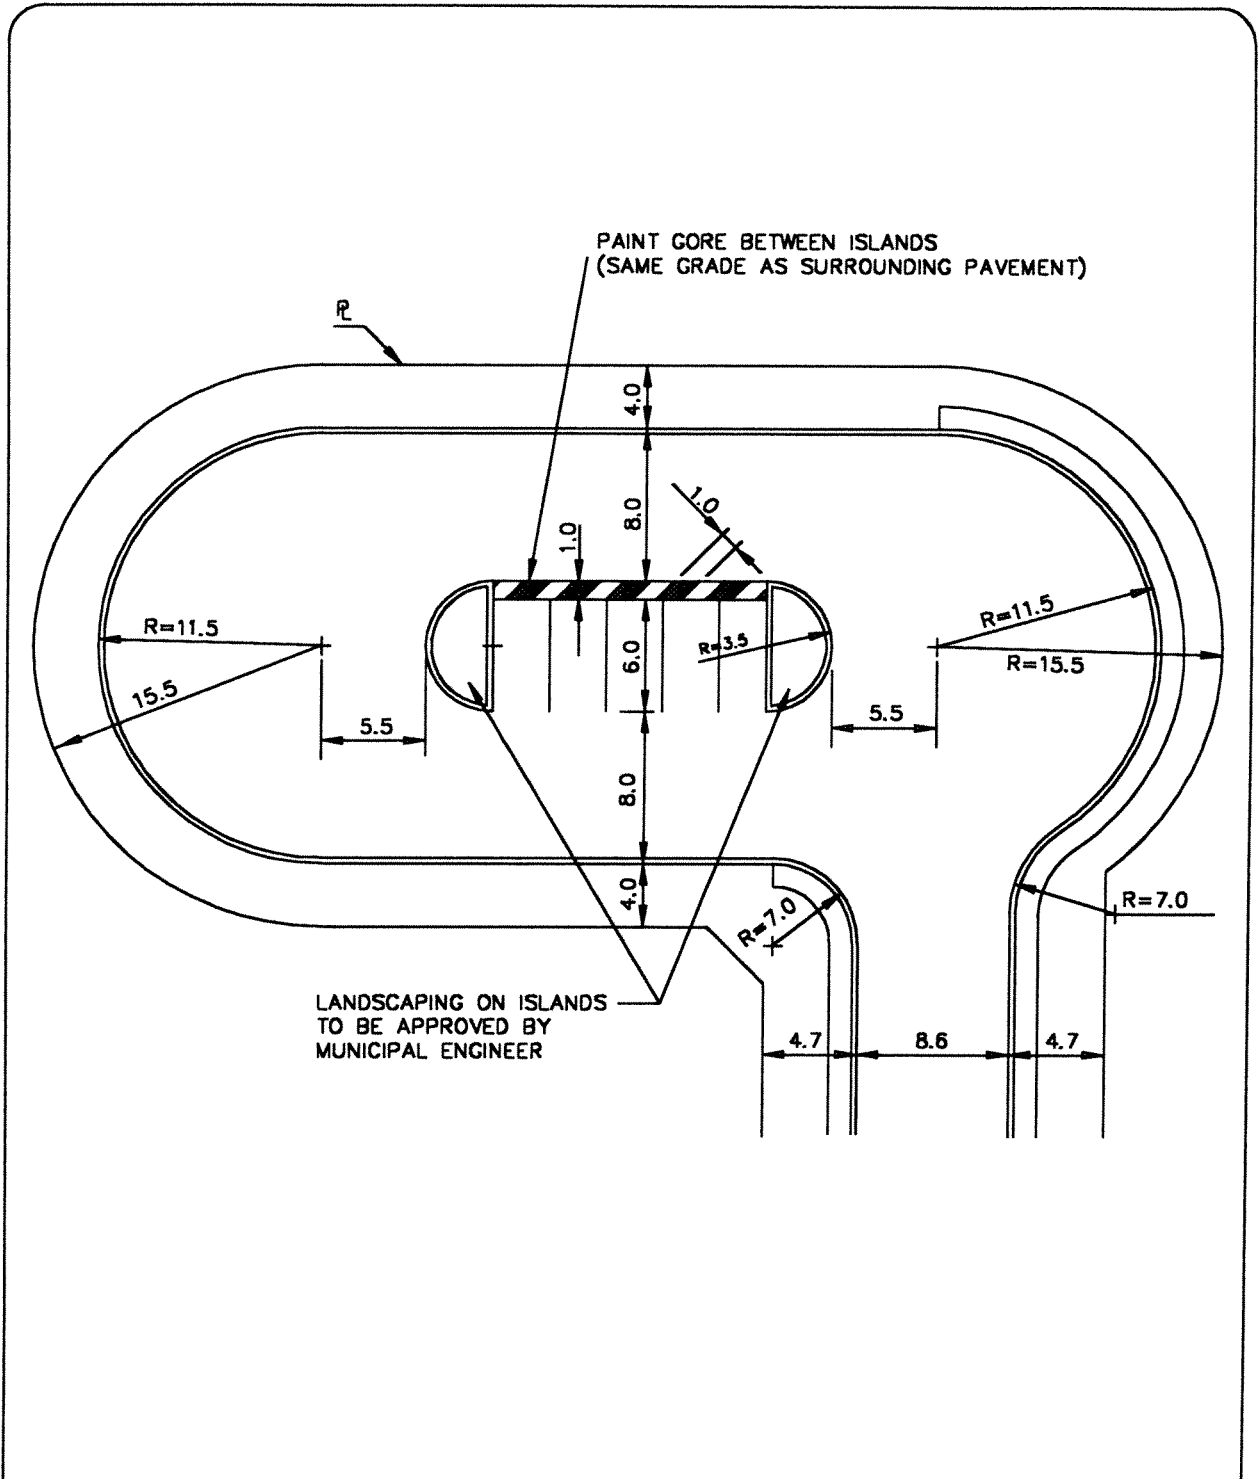 PAINT GORE BETWEEN ISLANDS
(SAME GRADE AS SURROUNDING PAVEMENT)
PL
4.0
8.0
1.0
1.0
R=11.5
15.5
5.5
6.0
R=3.5
R=11.5
R=15.5
5.5
8.0
4.0
R=7.0
R=7.0
LANDSCAPING ON ISLANDS
TO BE APPROVED BY
MUNICIPAL ENGINEER
4.7
8.6
4.7